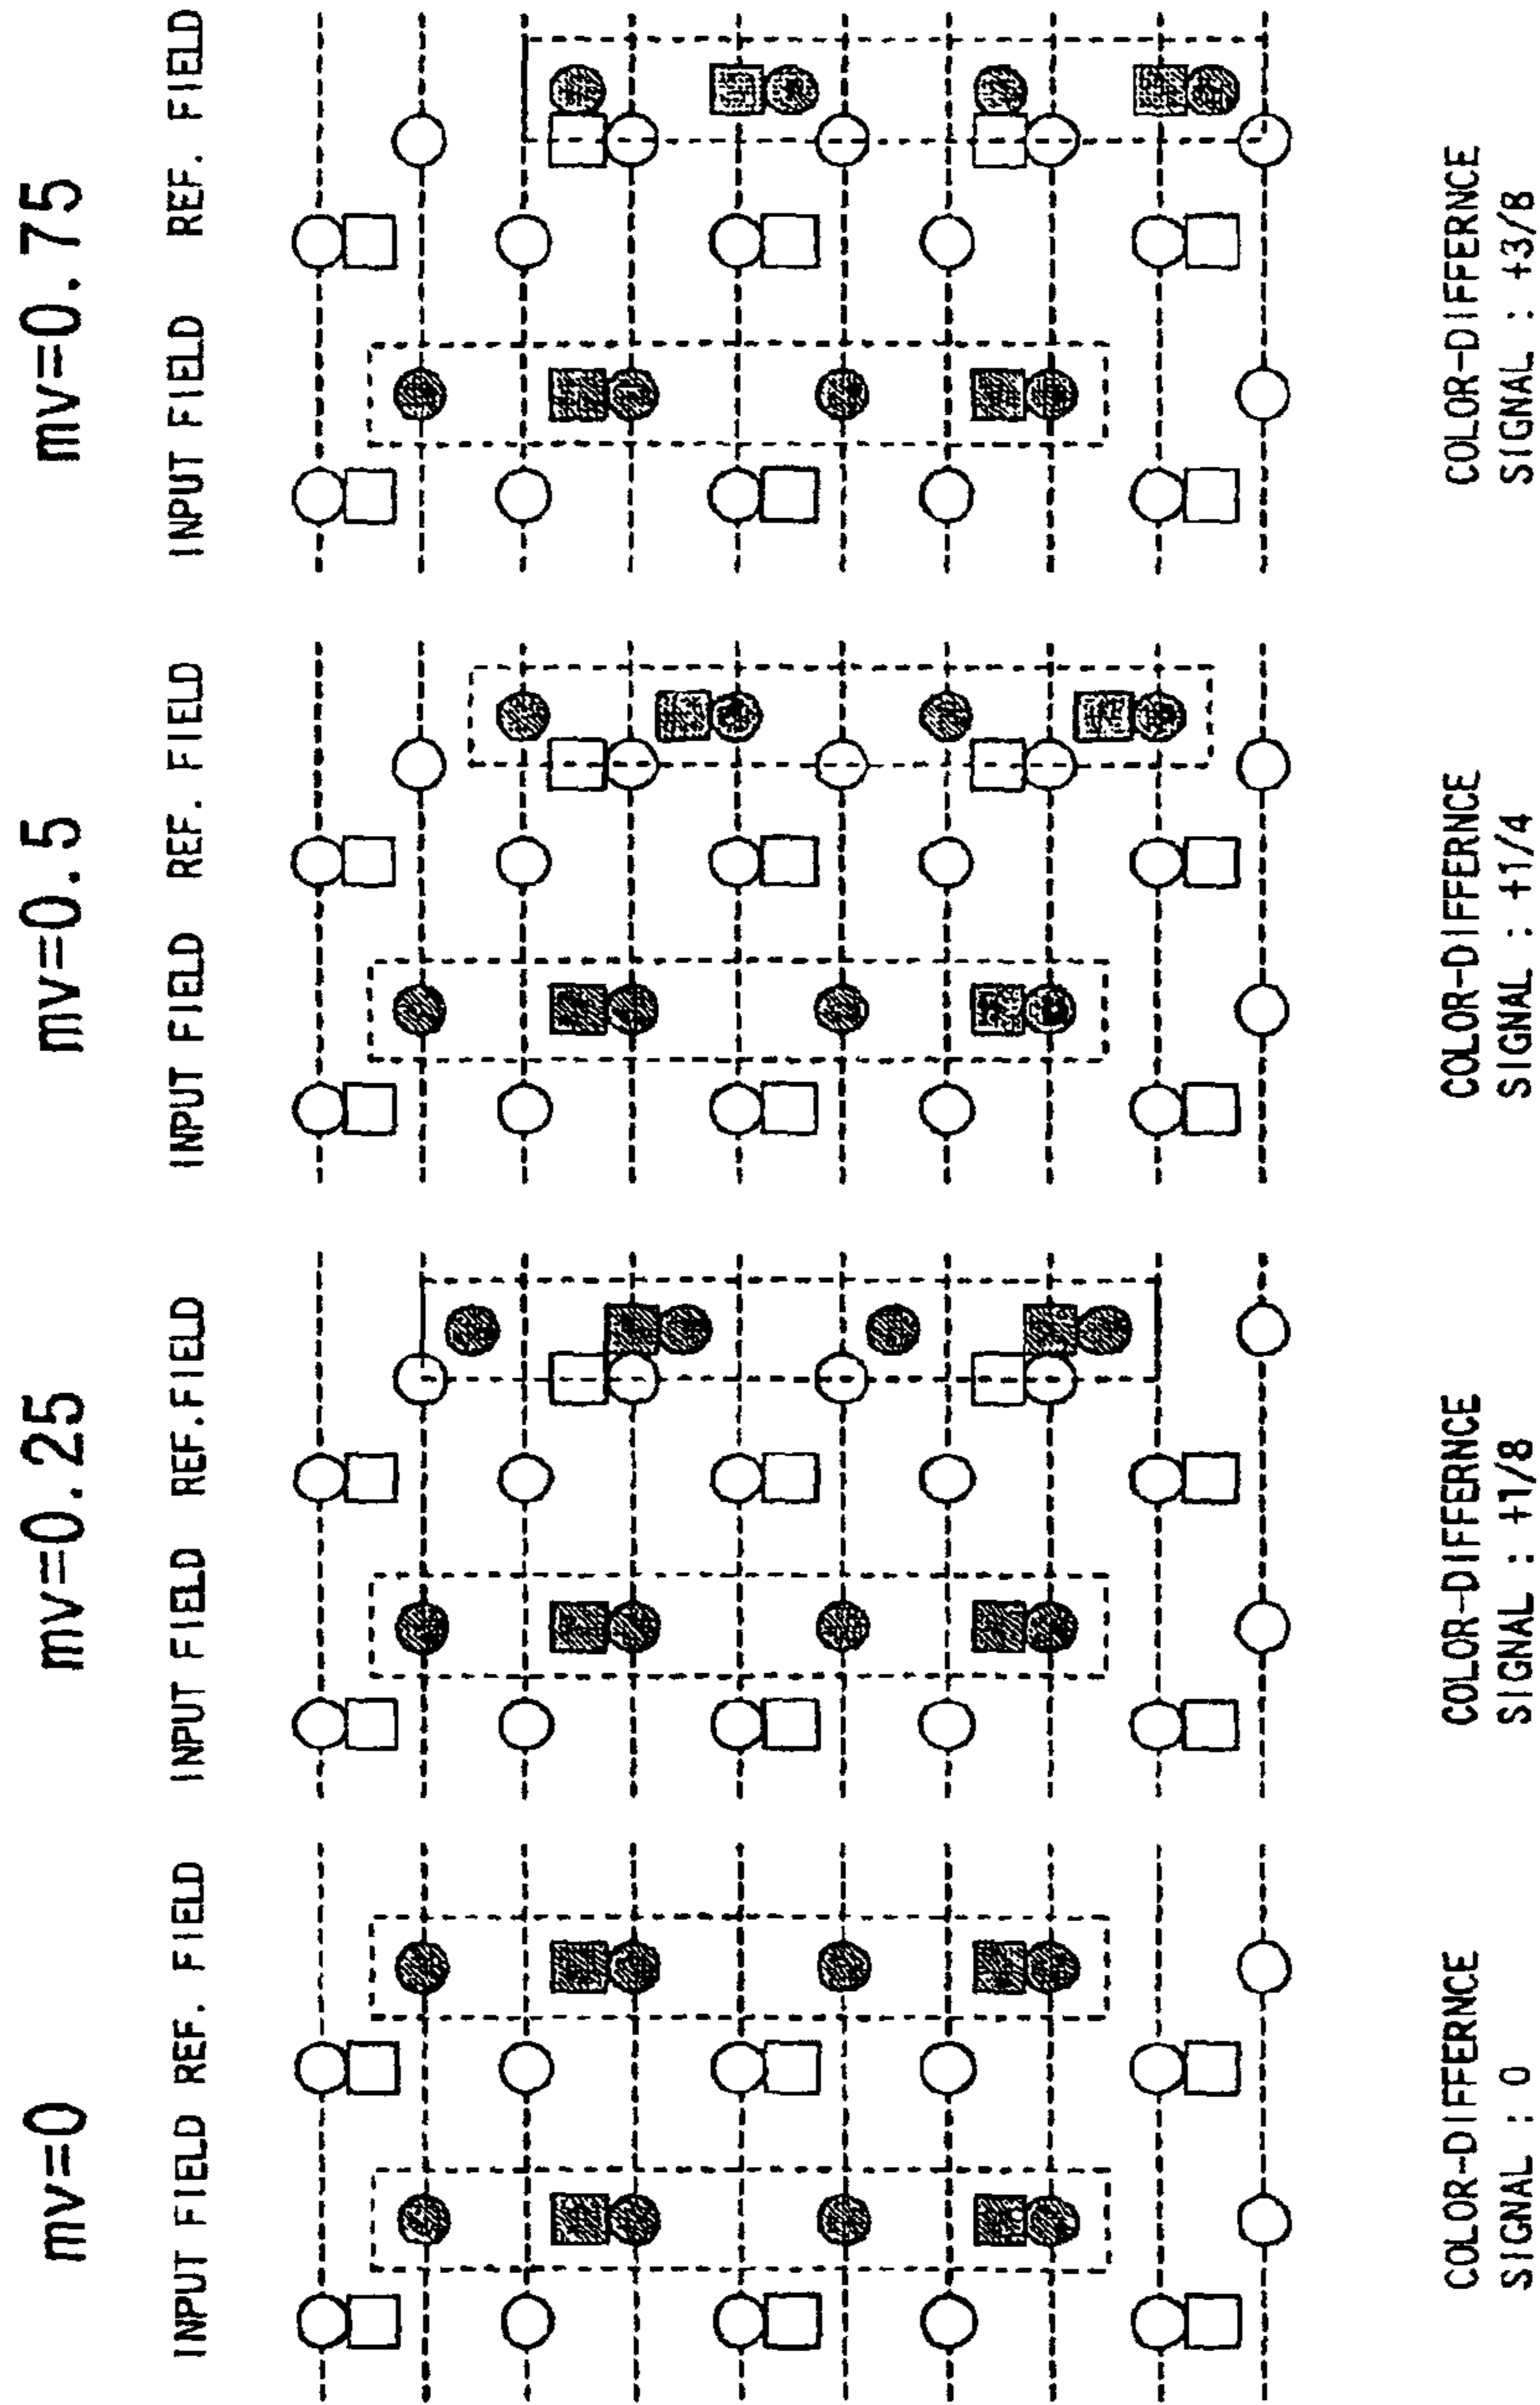 mv=0
INPUT FIELD REF. FIELD
COLOR-DIFFERNCE
SIGNAL : 0
mv=0.25
INPUT FIELD REF.FIELD
COLOR-DIFFERNCE
SIGNAL : +1/8
mv=0.5
INPUT FIELD REF. FIELD
COLOR-DIFFERNCE
SIGNAL : +1/4
mv=0.75
INPUT FIELD REF. FIELD
COLOR-DIFFERNCE
SIGNAL : +3/8